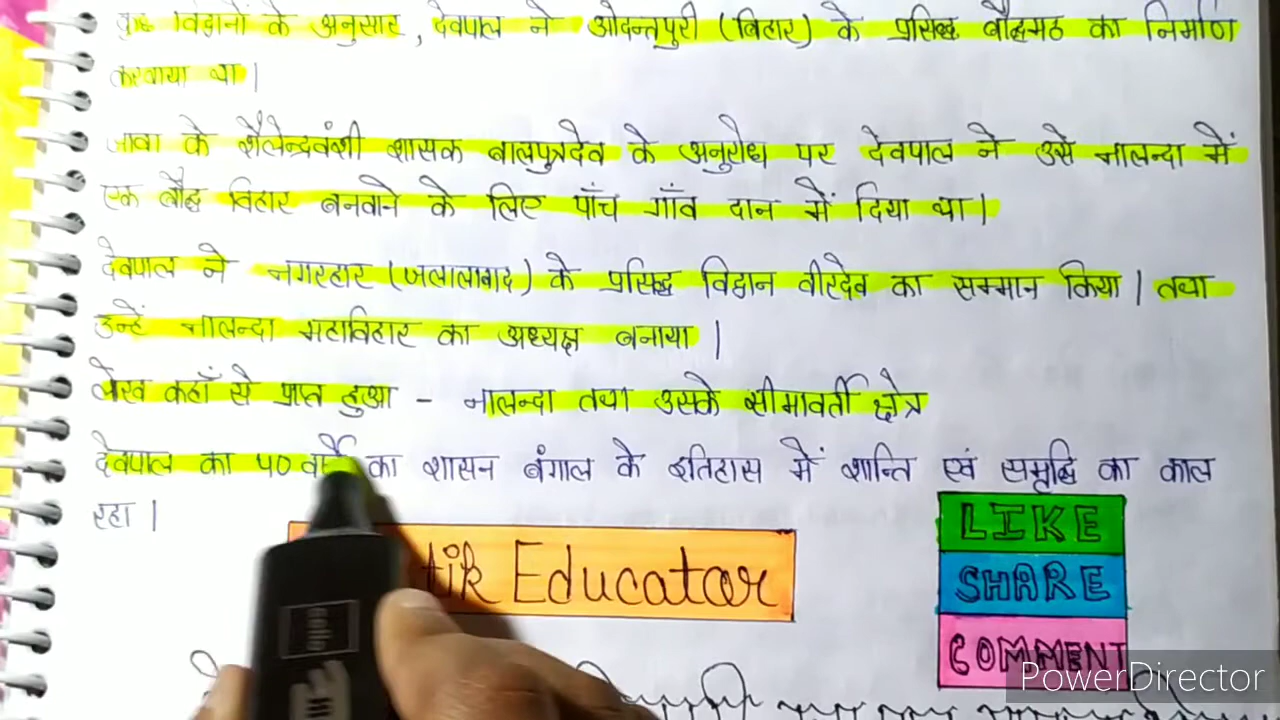 कुछ विद्वानों के अनुसार, देवपाल ने ओदन्तपुरी (बिहार) के प्रसिद्ध बौद्धमठ का निर्माण
करवाया था।
जावा के शैलेन्द्रवंशी शासक बालपुत्रदेव के अनुरोध पर देवपाल ने उसे नालन्दा में
एक बौद्ध विहार बनवाने के लिए पाँच गाँव दान में दिया था।
देवपाल ने नगरहार (जलालाबाद) के प्रसिद्ध विद्वान वीरदेव का सम्मान किया। तथा
उन्हें नालन्दा महाविहार का अध्यक्ष बनाया।
लेख कहाँ से प्राप्त हुआ - नालन्दा तथा उसके सीमावर्ती क्षेत्र
देवपाल का 40 वर्षों का शासन बंगाल के इतिहास में शान्ति एवं समृद्धि का काल
रहा।
LIKE
tik Educator
SHARE
COMMENT
PowerDirector